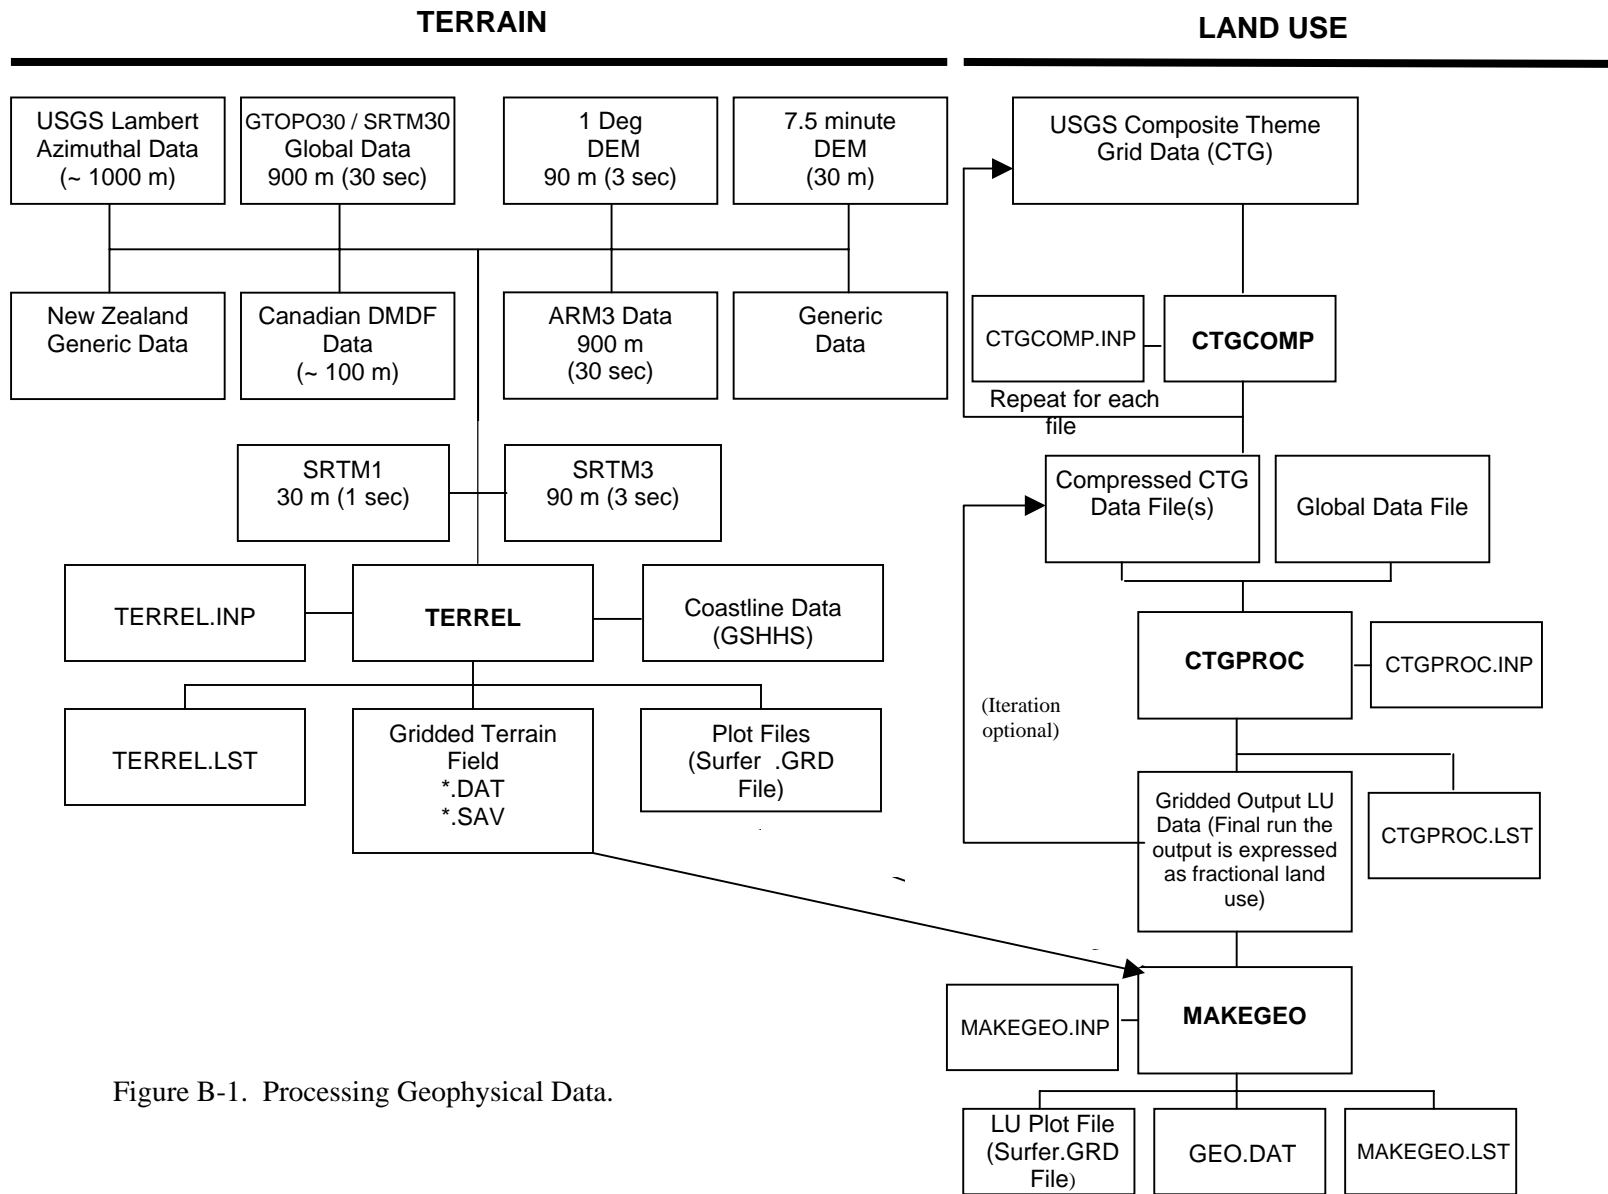 TERRAIN
LAND USE
USGS Lambert
Azimuthal Data
(~ 1000 m)
GTOPO30 / SRTM30
Global Data
900 m (30 sec)
1 Deg
DEM
90 m (3 sec)
7.5 minute
DEM
(30 m)
USGS Composite Theme
Grid Data (CTG)
New Zealand
Generic Data
Canadian DMDF
Data
(~ 100 m)
ARM3 Data
900 m
(30 sec)
Generic
Data
CTGCOMP.INP
CTGCOMP
Repeat for each
file
SRTM1
30 m (1 sec)
SRTM3
90 m (3 sec)
Compressed CTG
Data File(s)
Global Data File
TERREL.INP
TERREL
Coastline Data
(GSHHS)
CTGPROC
CTGPROC.INP
(Iteration
optional)
TERREL.LST
Gridded Terrain
Field
*.DAT
*.SAV
Plot Files
(Surfer .GRD
File)
Gridded Output LU
Data (Final run the
output is expressed
as fractional land
use)
CTGPROC.LST
MAKEGEO.INP
MAKEGEO
Figure B-1. Processing Geophysical Data.
LU Plot File
(Surfer.GRD
File)
GEO.DAT
MAKEGEO.LST